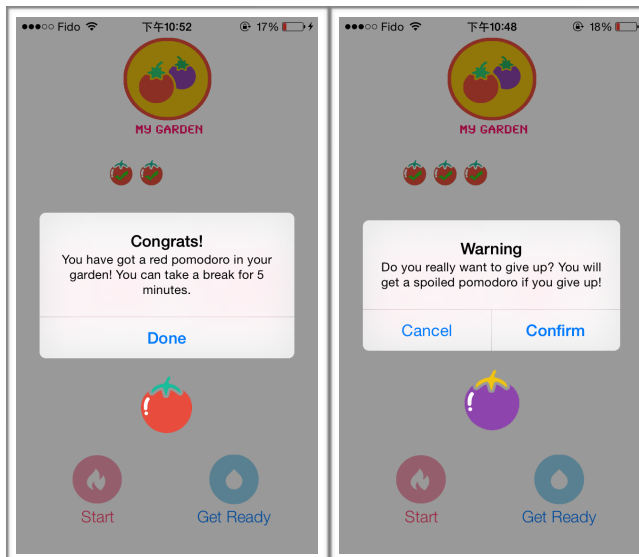 Fido 下午10:52 17%
MY GARDEN
Congrats!
You have got a red pomodoro in your
garden! You can take a break for 5
minutes.
Done
Start Get Ready
Fido 下午10:48 18%
MY GARDEN
Warning
Do you really want to give up? You will
get a spoiled pomodoro if you give up!
Cancel Confirm
Start Get Ready